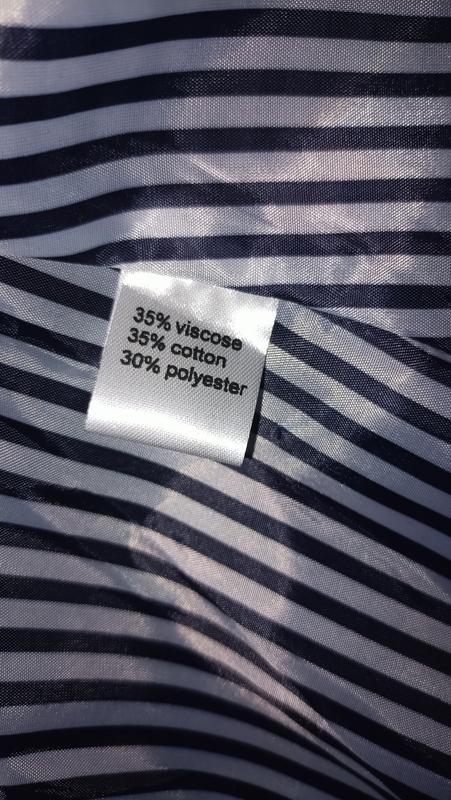 35% viscose
35% cotton
30% polyester